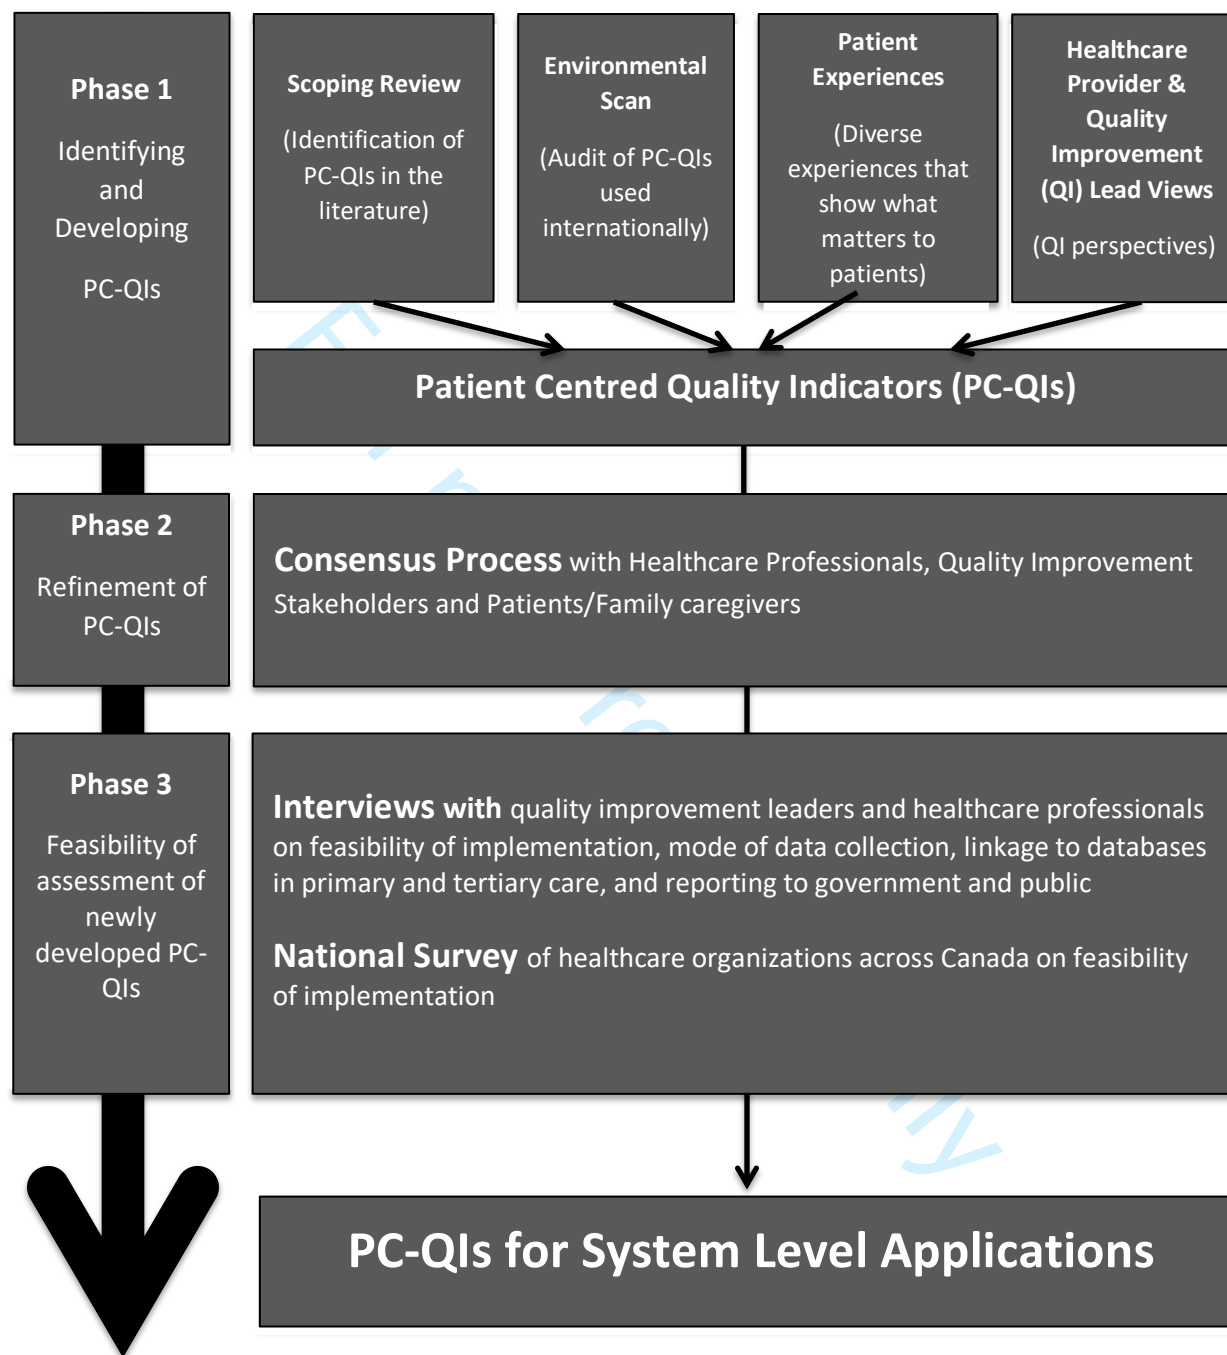 Phase 1
Identifying
and
Developing
PC-QIs
Scoping Review
(Identification of
PC-QIs in the
literature)
Environmental
Scan
(Audit of PC-QIs
used
internationally)
Patient
Experiences
(Diverse
experiences that
show what
matters to
patients)
Healthcare
Provider &
Quality
Improvement
(QI) Lead Views
(QI perspectives)
Patient Centred Quality Indicators (PC-QIs)
Phase 2
Refinement of
PC-QIs
Consensus Process with Healthcare Professionals, Quality Improvement
Stakeholders and Patients/Family caregivers
Phase 3
Feasibility of
assessment of
newly
developed PC-
QIs
Interviews with quality improvement leaders and healthcare professionals
on feasibility of implementation, mode of data collection, linkage to databases
in primary and tertiary care, and reporting to government and public
National Survey of healthcare organizations across Canada on feasibility
of implementation
PC-QIs for System Level Applications